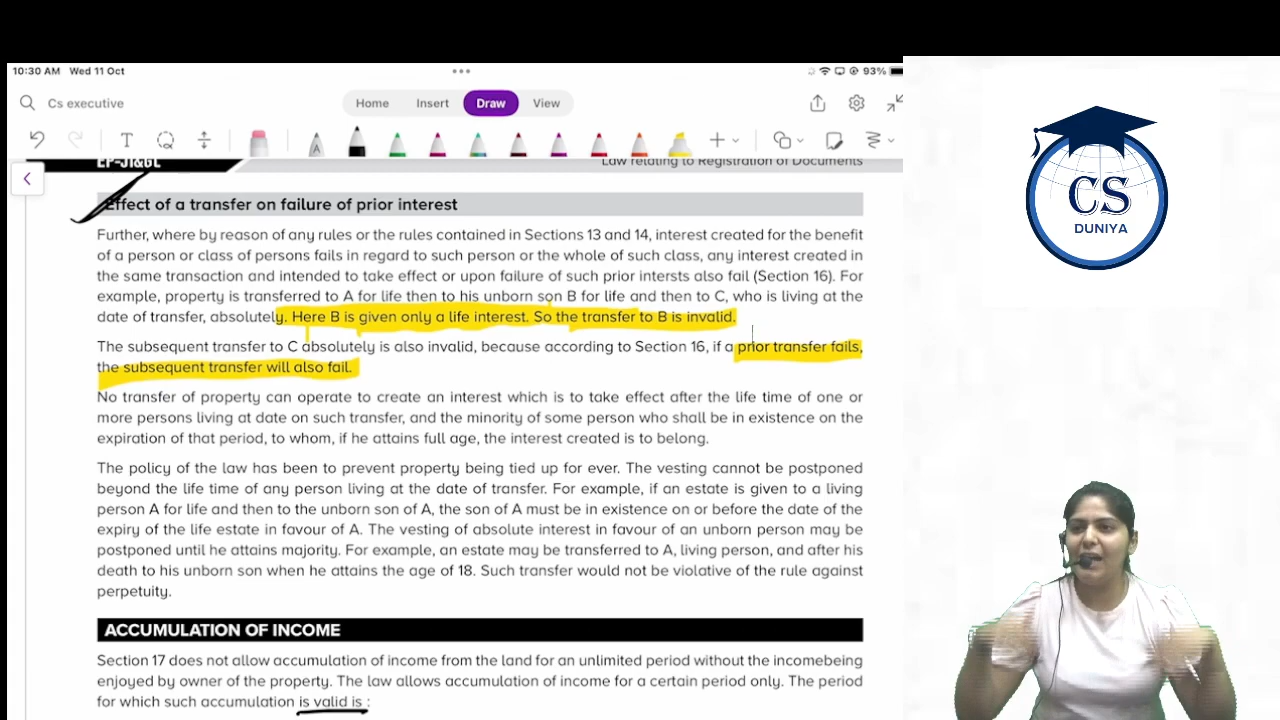 10:30 AM Wed 11 Oct
93%
Cs executive
Home Insert Draw View
EP-JI&GL
Law relating to Registration of Documents
Effect of a transfer on failure of prior interest
Further, where by reason of any rules or the rules contained in Sections 13 and 14, interest created for the benefit
of a person or class of persons fails in regard to such person or the whole of such class, any interest created in
the same transaction and intended to take effect or upon failure of such prior intersts also fail (Section 16). For
example, property is transferred to A for life then to his unborn son B for life and then to C, who is living at the
date of transfer, absolutely. Here B is given only a life interest. So the transfer to B is invalid.
The subsequent transfer to C absolutely is also invalid, because according to Section 16, if a prior transfer fails,
the subsequent transfer will also fail.
No transfer of property can operate to create an interest which is to take effect after the life time of one or
more persons living at date on such transfer, and the minority of some person who shall be in existence on the
expiration of that period, to whom, if he attains full age, the interest created is to belong.
The policy of the law has been to prevent property being tied up for ever. The vesting cannot be postponed
beyond the life time of any person living at the date of transfer. For example, if an estate is given to a living
person A for life and then to the unborn son of A, the son of A must be in existence on or before the date of the
expiry of the life estate in favour of A. The vesting of absolute interest in favour of an unborn person may be
postponed until he attains majority. For example, an estate may be transferred to A, living person, and after his
death to his unborn son when he attains the age of 18. Such transfer would not be violative of the rule against
perpetuity.
ACCUMULATION OF INCOME
Section 17 does not allow accumulation of income from the land for an unlimited period without the incomebeing
enjoyed by owner of the property. The law allows accumulation of income for a certain period only. The period
for which such accumulation is valid is :
CS
DUNIYA